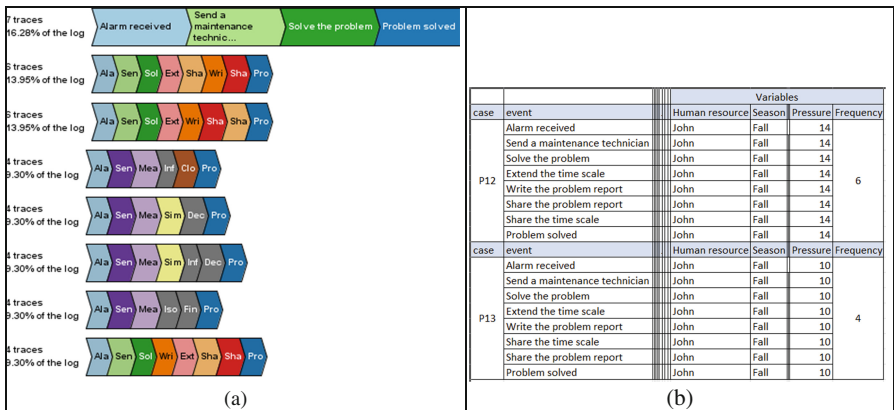 7 traces
16.28% of the log
Alarm received
Send a maintenance technic...
Solve the problem
Problem solved
6 traces
13.95% of the log
Ala Sen Sol Ext Sha Wri Sha Pro
6 traces
13.95% of the log
Ala Sen Sol Ext Wri Sha Sha Pro
4 traces
9.30% of the log
Ala Sen Mea Inf Clo Pro
4 traces
9.30% of the log
Ala Sen Mea Sim Dec Pro
4 traces
9.30% of the log
Ala Sen Mea Sim Inf Dec Pro
4 traces
9.30% of the log
Ala Sen Mea Iso Fin Pro
4 traces
9.30% of the log
Ala Sen Sol Wri Ext Sha Sha Pro
(a)
Variables
case event Human resource Season Pressure Frequency
Alarm received John Fall 14
Send a maintenance technician John Fall 14
Solve the problem John Fall 14
Extend the time scale John Fall 14
P12 Write the problem report John Fall 14 6
Share the problem report John Fall 14
Share the time scale John Fall 14
Problem solved John Fall 14
case event Human resource Season Pressure Frequency
Alarm received John Fall 10
Send a maintenance technician John Fall 10
Solve the problem John Fall 10
Extend the time scale John Fall 10
P13 Write the problem report John Fall 10 4
Share the time scale John Fall 10
Share the problem report John Fall 10
Problem solved John Fall 10
(b)